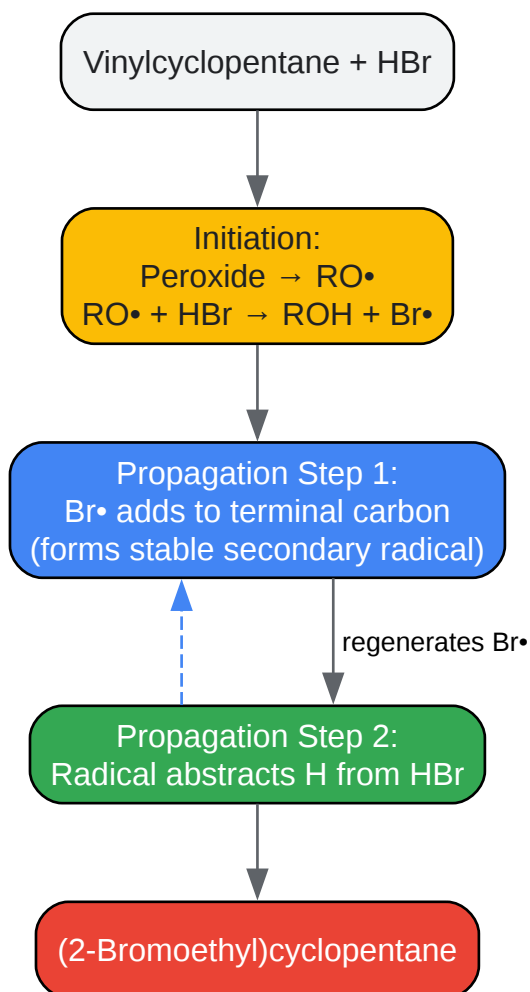 Vinylcyclopentane + HBr
Initiation:
Peroxide → RO•
RO• + HBr → ROH + Br•
Propagation Step 1:
Br• adds to terminal carbon
(forms stable secondary radical)
regenerates Br•
Propagation Step 2:
Radical abstracts H from HBr
(2-Bromoethyl)cyclopentane